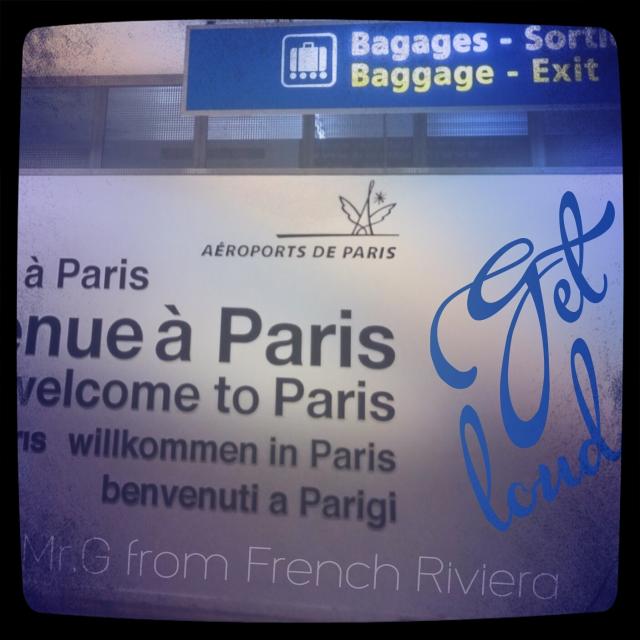 Bagages - Sortie
Baggage - Exit
AÉROPORTS DE PARIS
à Paris
enue à Paris
welcome to Paris
is willkommen in Paris
benvenuti a Parigi
Get
loud
Mr.G from French Riviera